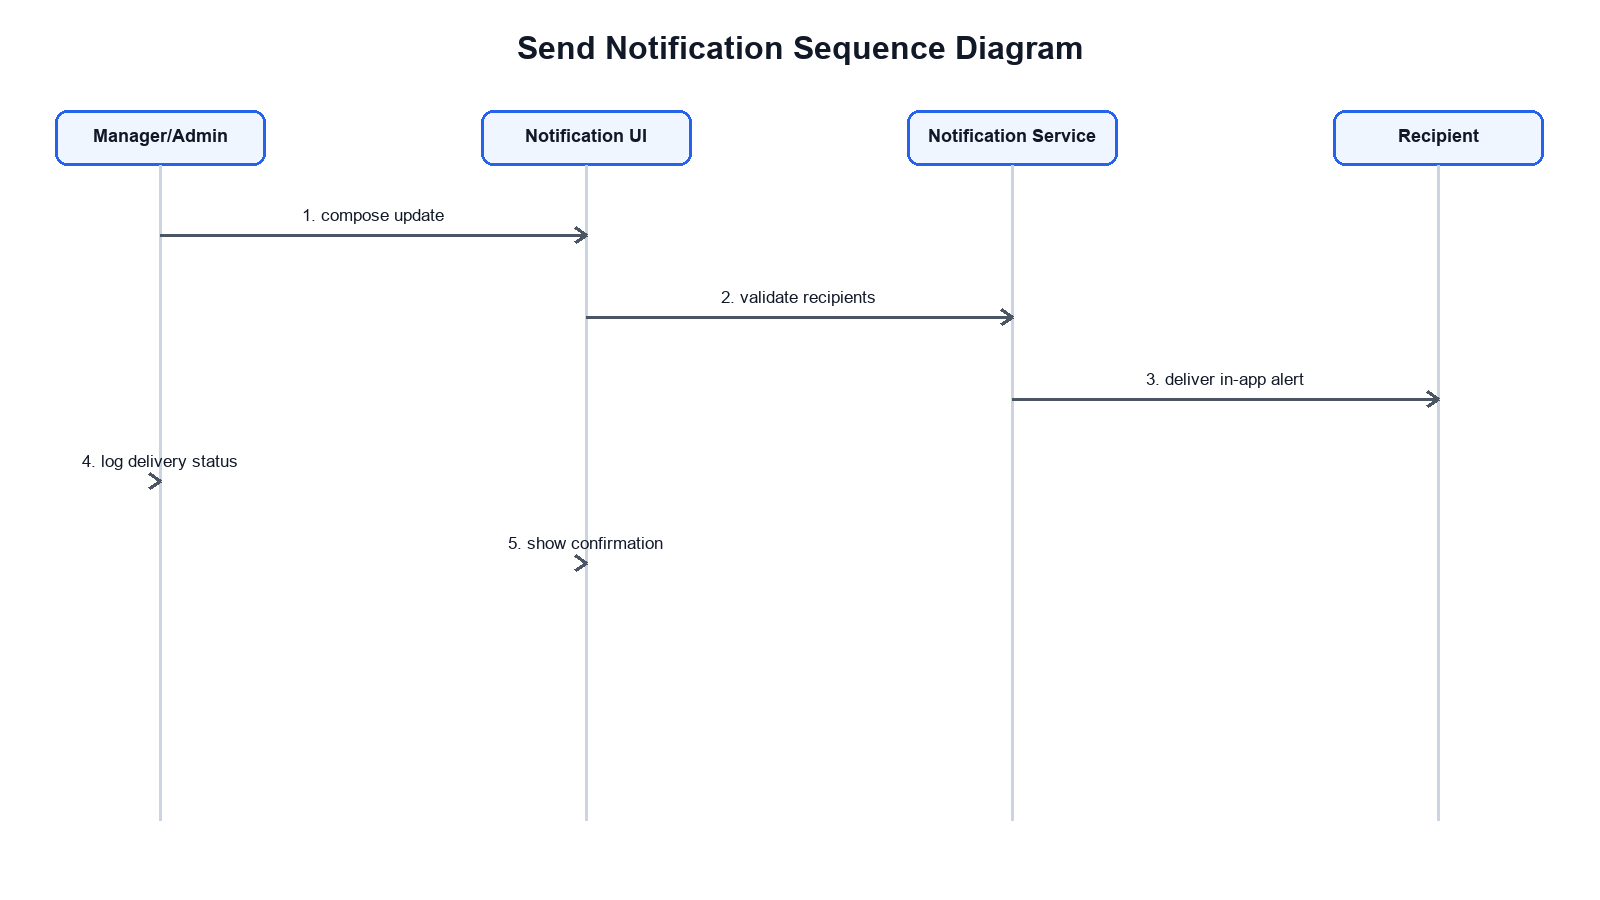 Send Notification Sequence Diagram
Manager/Admin
Notification UI
Notification Service
Recipient
1. compose update
2. validate recipients
3. deliver in-app alert
4. log delivery status
5. show confirmation